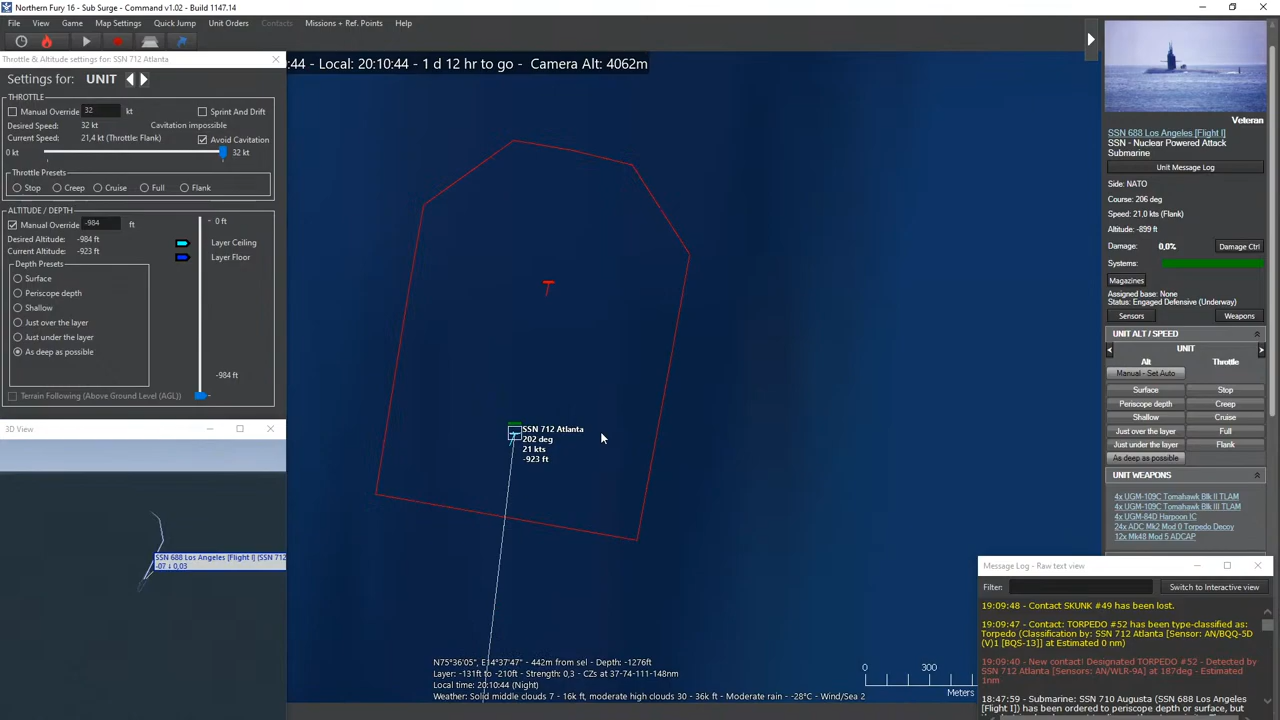 Northern Fury 16 - Sub Surge - Command v1.02 - Build 1147.14
File View Game Map Settings Quick Jump Unit Orders Contacts Missions + Ref. Points Help
Throttle & Altitude settings for: SSN 712 Atlanta
Settings for: UNIT
THROTTLE
Manual Override 32 kt Sprint And Drift
Desired Speed: 32 kt Cavitation impossible
Current Speed: 21,4 kt (Throttle: Flank) Avoid Cavitation
0 kt 32 kt
Throttle Presets
Stop Creep Cruise Full Flank
ALTITUDE / DEPTH
Manual Override -984 ft
Desired Altitude: -984 ft
Current Altitude: -923 ft
Depth Presets
Surface
Periscope depth
Shallow
Just over the layer
Just under the layer
As deep as possible
- 0 ft
Layer Ceiling
Layer Floor
-984 ft
Terrain Following (Above Ground Level (AGL))
3D View
SSN 688 Los Angeles [Flight I] (SSN 712
-07 ↓ 0,03
:44 - Local: 20:10:44 - 1 d 12 hr to go - Camera Alt: 4062m
SSN 712 Atlanta
202 deg
21 kts
-923 ft
N75°36'05", E14°37'47" - 442m from sel - Depth: -1276ft
Layer: -131ft to -210ft - Strength: 0,3 - CZs at 37-74-111-148nm
Local time: 20:10:44 (Night)
Weather: Solid middle clouds 7 - 16k ft, moderate high clouds 30 - 36k ft - Moderate rain - -28°C - Wind/Sea 2
0 300
Meters
Veteran
SSN 688 Los Angeles [Flight I]
SSN - Nuclear Powered Attack
Submarine
Unit Message Log
Side: NATO
Course: 206 deg
Speed: 21.0 kts (Flank)
Altitude: -899 ft
Damage: 0,0% Damage Ctrl
Systems:
Magazines
Assigned base: None
Status: Engaged Defensive (Underway)
Sensors Weapons
UNIT ALT / SPEED
UNIT
Alt Throttle
Manual - Set Auto
Surface Stop
Periscope depth Creep
Shallow Cruise
Just over the layer Full
Just under the layer Flank
As deep as possible
UNIT WEAPONS
4x UGM-109C Tomahawk Blk II TLAM
4x UGM-109C Tomahawk Blk III TLAM
4x UGM-84D Harpoon IC
24x ADC Mk2 Mod 0 Torpedo Decoy
12x Mk48 Mod 5 ADCAP
Message Log - Raw text view
Filter: Switch to Interactive view
19:09:48 - Contact SKUNK #49 has been lost.
19:09:47 - Contact: TORPEDO #52 has been type-classified as:
Torpedo (Classification by: SSN 712 Atlanta [Sensor: AN/BQQ-5D
(V)1 [BQS-13]] at Estimated 0 nm)
19:09:40 - New contact! Designated TORPEDO #52 - Detected by
SSN 712 Atlanta [Sensors: AN/WLR-9A] at 187deg - Estimated
1nm
18:47:59 - Submarine: SSN 710 Augusta (SSN 688 Los Angeles
[Flight I]) has been ordered to periscope depth or surface, but